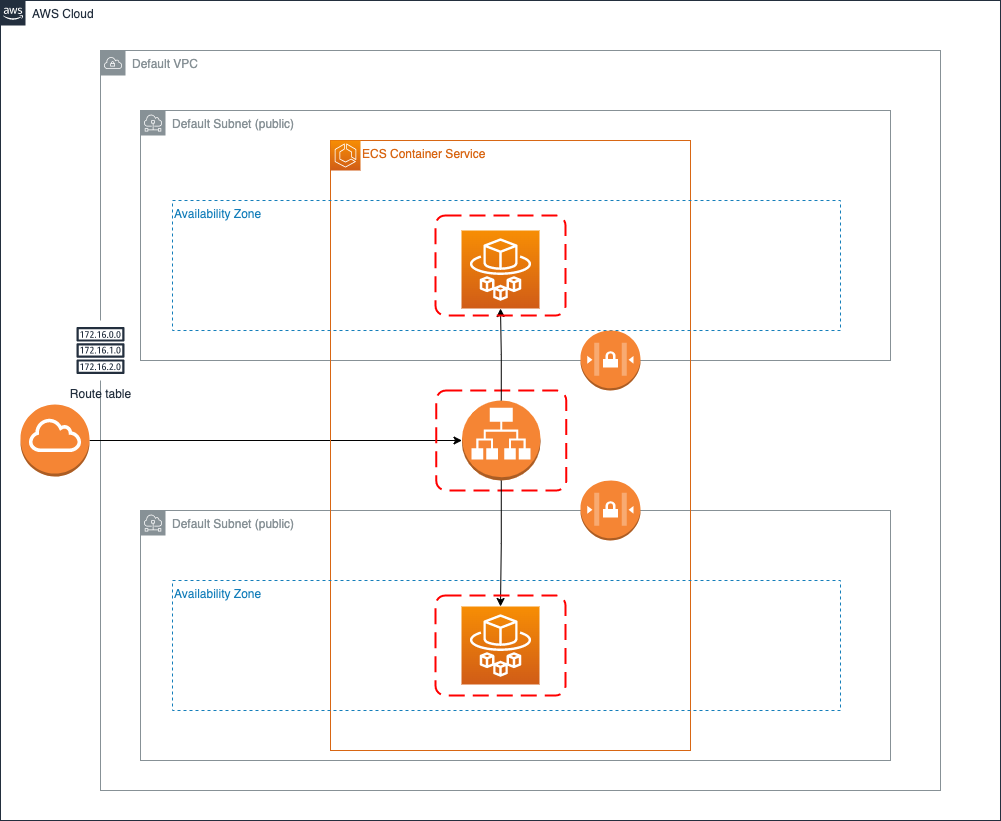 aws
AWS Cloud
Default VPC
Default Subnet (public)
ECS Container Service
Availability Zone
172.16.0.0
172.16.1.0
172.16.2.0
Route table
Default Subnet (public)
Availability Zone